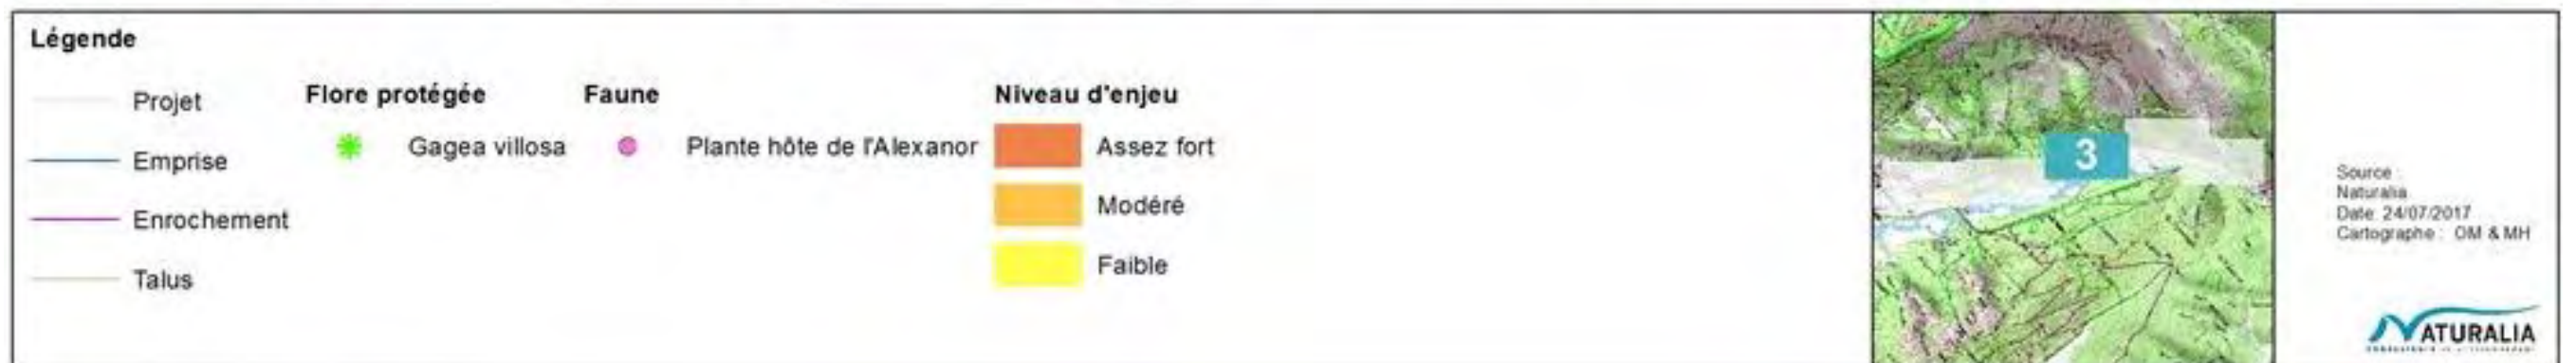 Légende
Projet
Emprise
Enrochement
Talus
Flore protégée
Gagea villosa
Faune
Plante hôte de l'Alexanor
Niveau d'enjeu
Assez fort
Modéré
Faible
3
Source :
Naturalia
Date: 24/07/2017
Cartographe : OM & MH
NATURALIA